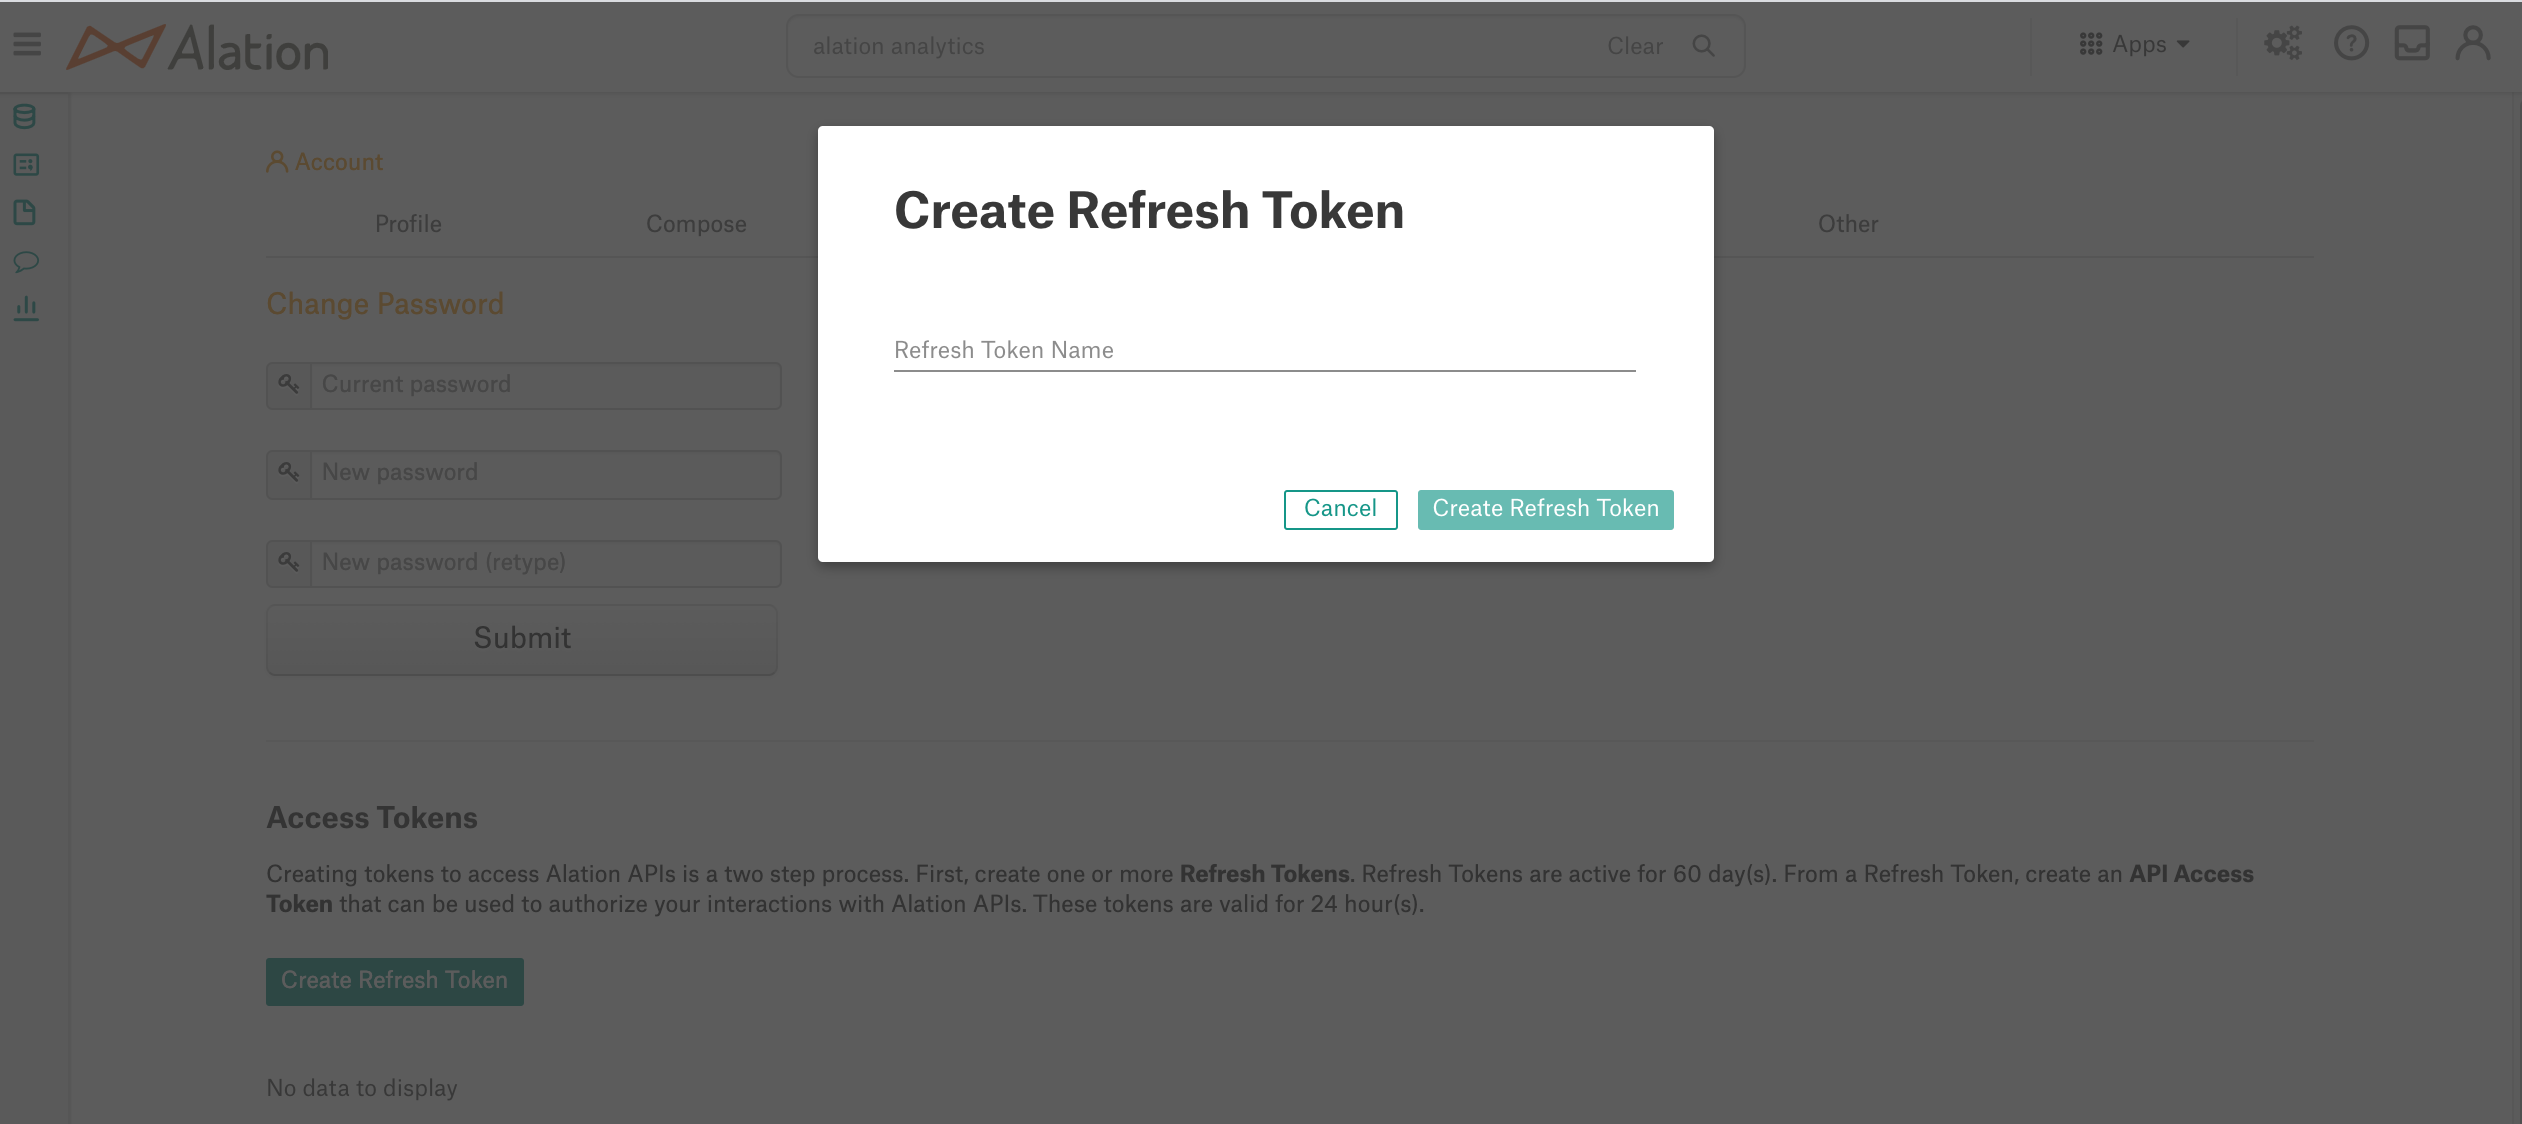 Alation
alation analytics Clear
Apps
Account
Profile Compose Other
Change Password
Current password
New password
New password (retype)
Submit
Create Refresh Token
Refresh Token Name
Cancel Create Refresh Token
Access Tokens
Creating tokens to access Alation APIs is a two step process. First, create one or more Refresh Tokens. Refresh Tokens are active for 60 day(s). From a Refresh Token, create an API Access
Token that can be used to authorize your interactions with Alation APIs. These tokens are valid for 24 hour(s).
Create Refresh Token
No data to display